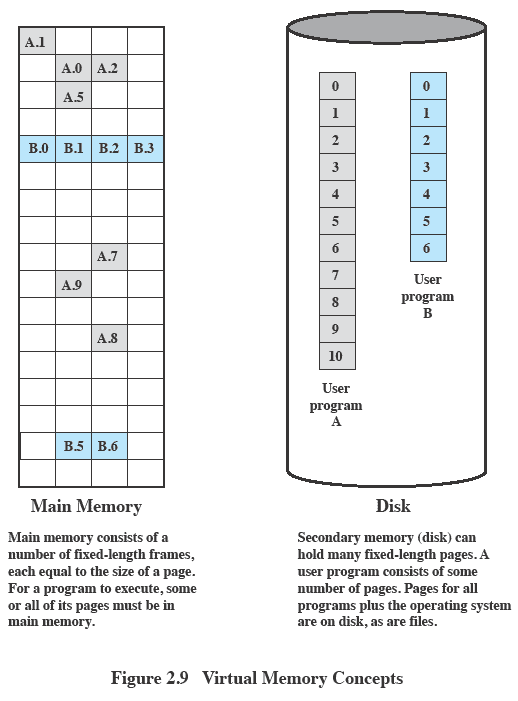 A.1
A.0 A.2
A.5
B.0 B.1 B.2 B.3
A.7
A.9
A.8
B.5 B.6
Main Memory
Main memory consists of a
number of fixed-length frames,
each equal to the size of a page.
For a program to execute, some
or all of its pages must be in
main memory.
0
1
2
3
4
5
6
7
8
9
10
User
program
A
0
1
2
3
4
5
6
User
program
B
Disk
Secondary memory (disk) can
hold many fixed-length pages. A
user program consists of some
number of pages. Pages for all
programs plus the operating system
are on disk, as are files.
Figure 2.9 Virtual Memory Concepts